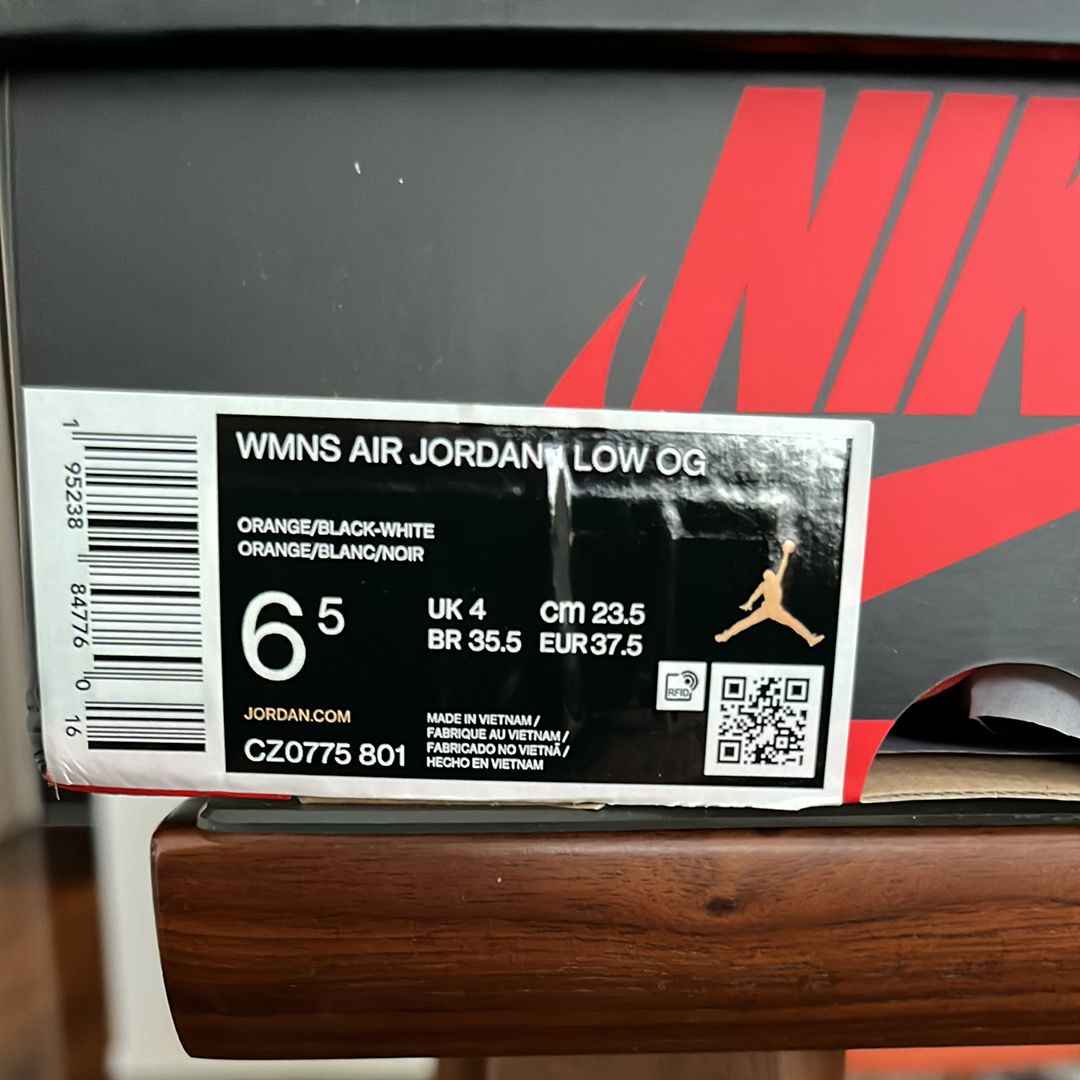 NIK
WMNS AIR JORDAN 1 LOW OG
ORANGE/BLACK-WHITE
ORANGE/BLANC/NOIR
6 5
UK 4 cm 23.5
BR 35.5 EUR 37.5
RFID
JORDAN.COM
CZ0775 801
MADE IN VIETNAM /
FABRIQUE AU VIETNAM /
FABRICADO NO VIETNÃ /
HECHO EN VIETNAM
1 95238 84776 0 16